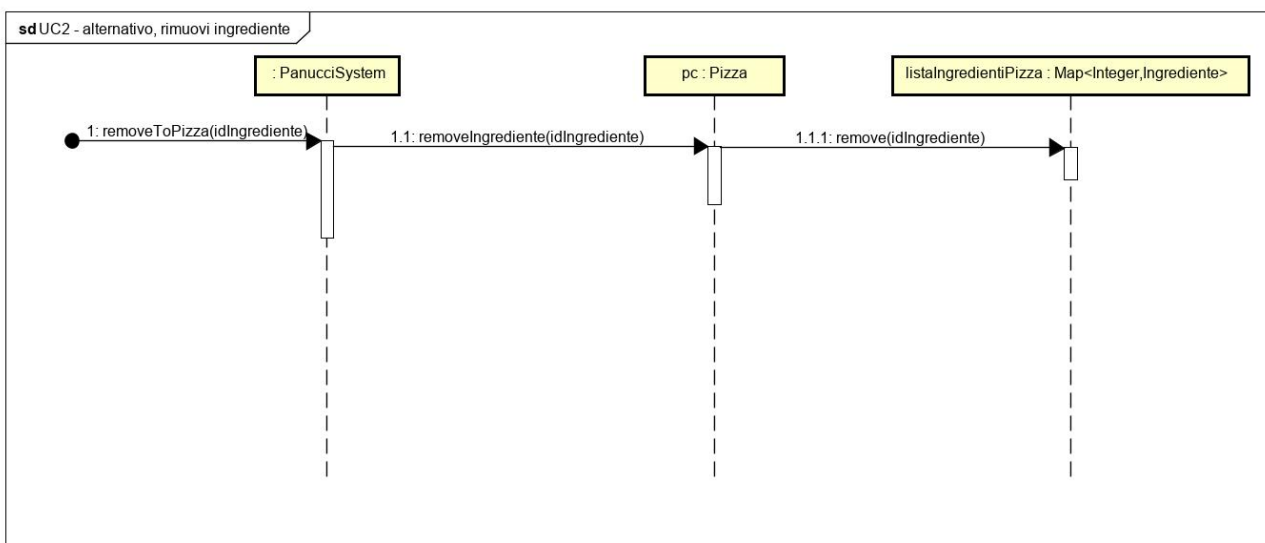 sd UC2 - alternativo, rimuovi ingrediente
: PanucciSystem
pc : Pizza
listaIngredientiPizza : Map<Integer,Ingrediente>
1: removeToPizza(idIngrediente)
1.1: removeIngrediente(idIngrediente)
1.1.1: remove(idIngrediente)